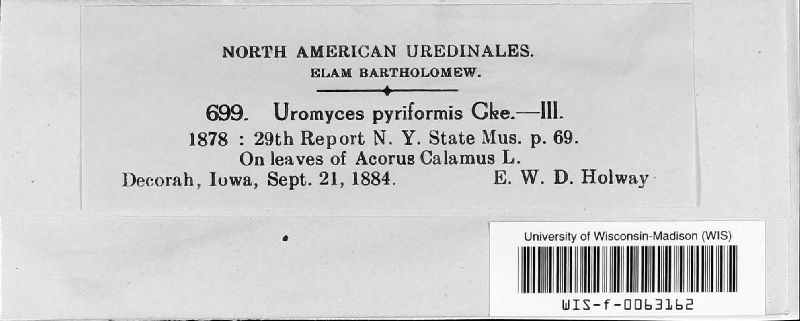 NORTH AMERICAN UREDINALES.
ELAM BARTHOLOMEW.
699. Uromyces pyriformis Cke.—III.
1878 : 29th Report N. Y. State Mus. p. 69.
On leaves of Acorus Calamus L.
Decorah, Iowa, Sept. 21, 1884. E. W. D. Holway
University of Wisconsin-Madison (WIS)
WIS-f-0063162